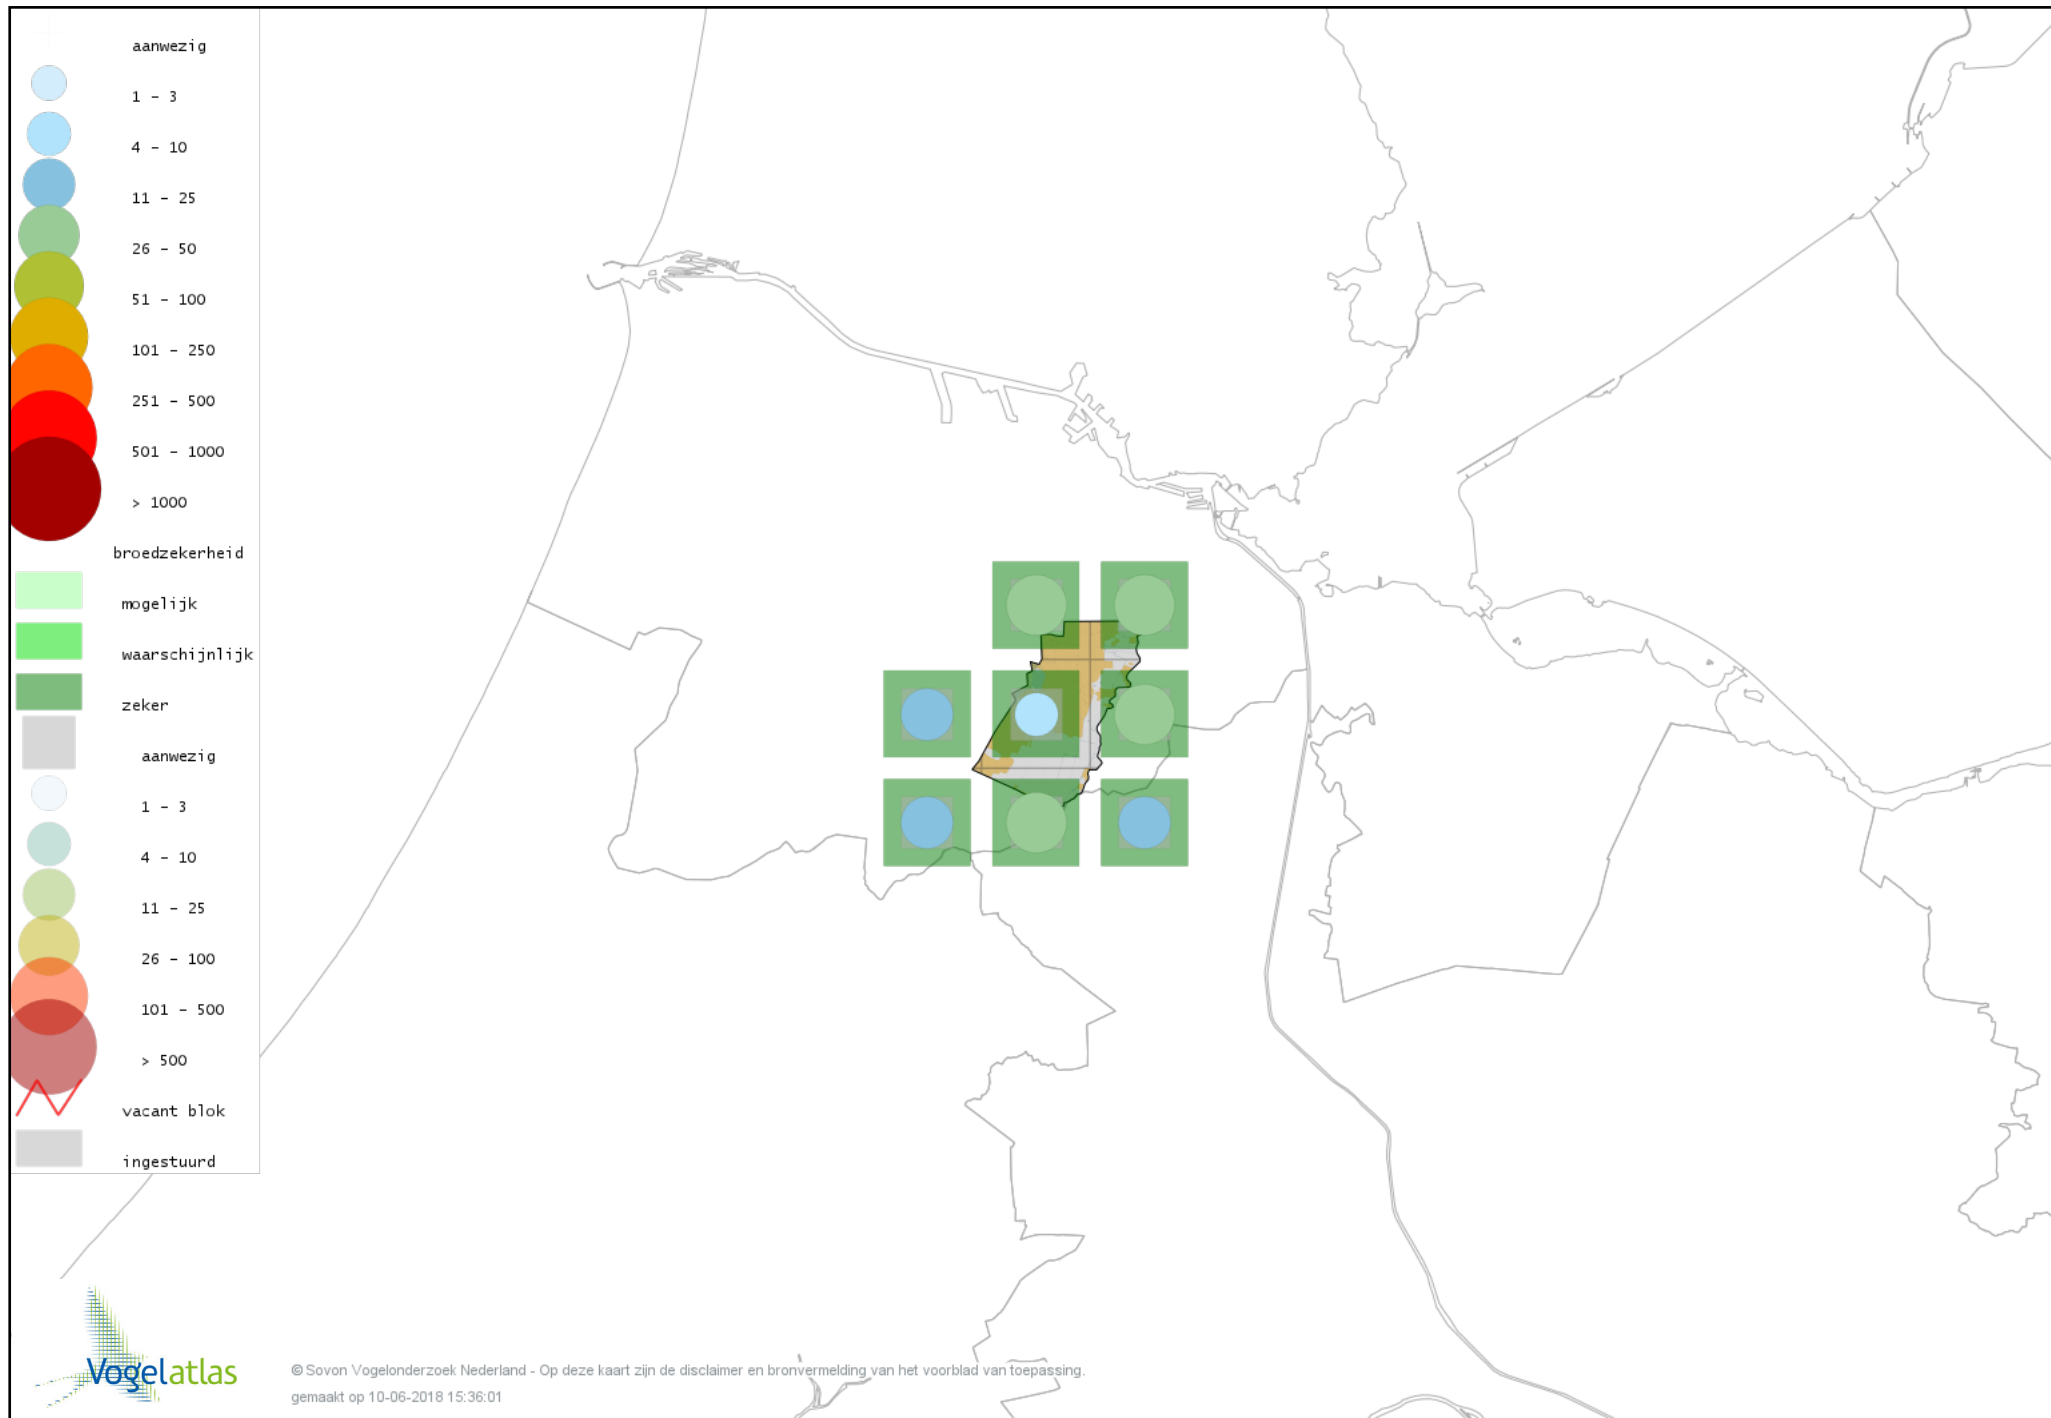 aanwezig
1 - 3
4 - 10
11 - 25
26 - 50
51 - 100
101 - 250
251 - 500
501 - 1000
> 1000
broedzekerheid
mogelijk
waarschijnlijk
zeker
aanwezig
1 - 3
4 - 10
11 - 25
26 - 100
101 - 500
> 500
vacant blok
ingestuurd
Vogelatlas
© Sovon Vogelonderzoek Nederland - Op deze kaart zijn de disclaimer en bronvermelding van het voorblad van toepassing.
gemaakt op 10-06-2018 15:36:01